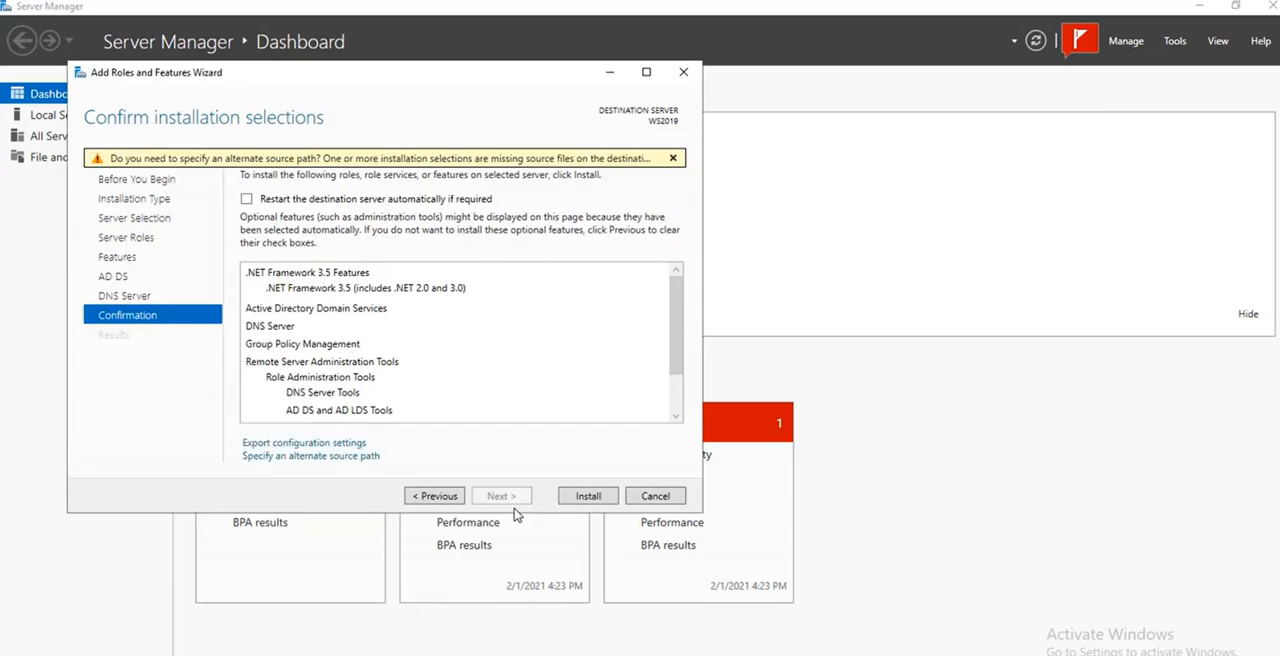 Server Manager
Server Manager ‣ Dashboard
Manage
Tools
View
Help
Add Roles and Features Wizard
Confirm installation selections
DESTINATION SERVER
WS2019
Do you need to specify an alternate source path? One or more installation selections are missing source files on the destinati...
Before You Begin
Installation Type
Server Selection
Server Roles
Features
AD DS
DNS Server
Confirmation
Results
To install the following roles, role services, or features on selected server, click Install.
Restart the destination server automatically if required
Optional features (such as administration tools) might be displayed on this page because they have
been selected automatically. If you do not want to install these optional features, click Previous to clear
their check boxes.
.NET Framework 3.5 Features
.NET Framework 3.5 (includes .NET 2.0 and 3.0)
Active Directory Domain Services
DNS Server
Group Policy Management
Remote Server Administration Tools
Role Administration Tools
DNS Server Tools
AD DS and AD LDS Tools
Export configuration settings
Specify an alternate source path
< Previous
Next >
Install
Cancel
Dashbo
Local Se
All Serv
File and
Hide
1
ty
BPA results
Performance
BPA results
2/1/2021 4:23 PM
Performance
BPA results
2/1/2021 4:23 PM
Activate Windows
Go to Settings to activate Windows.